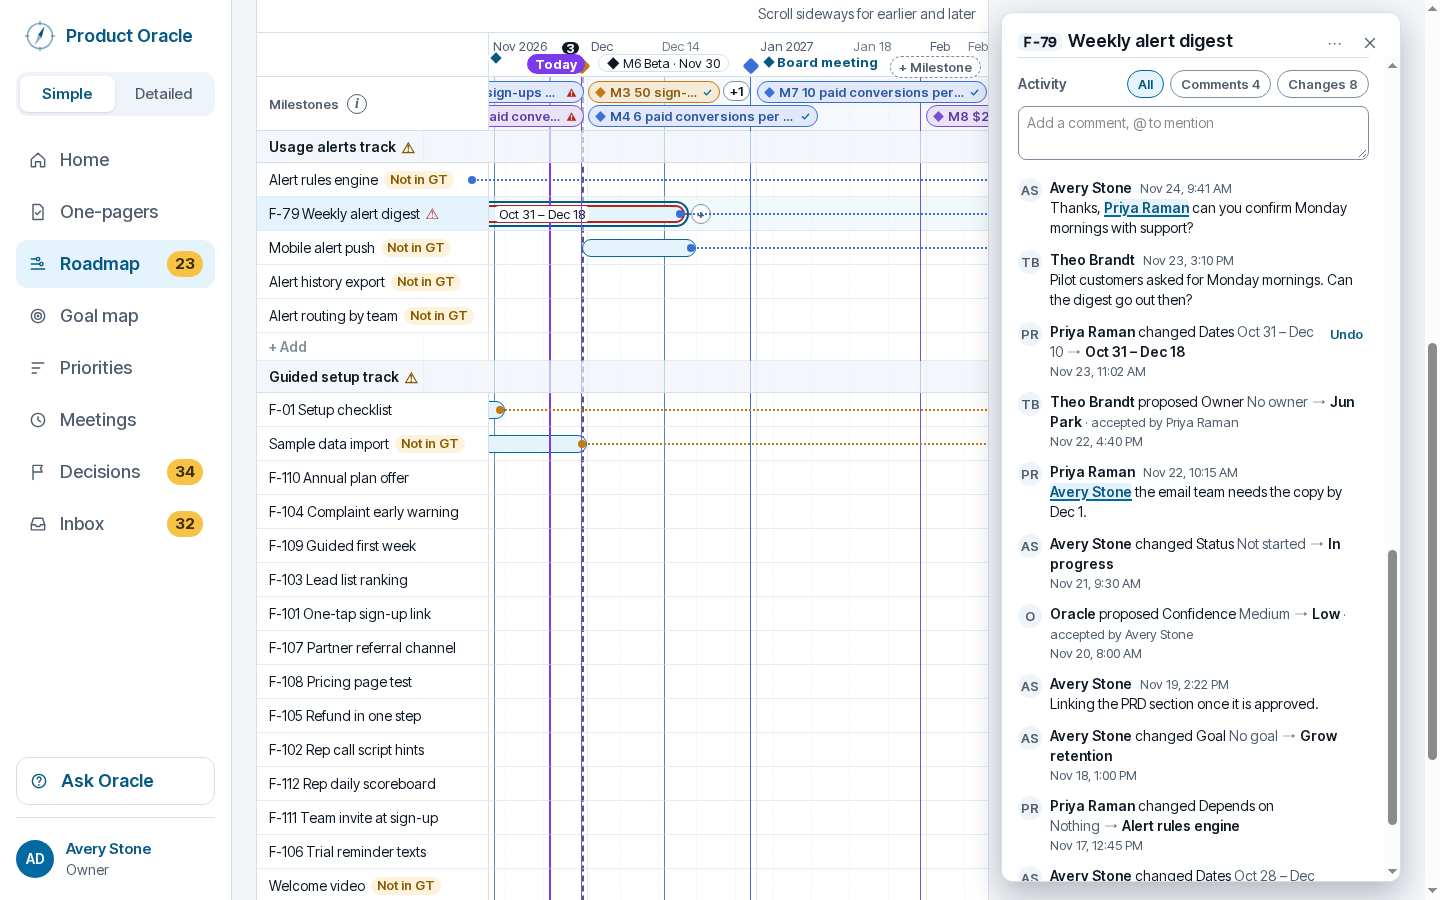 Product Oracle
Simple
Detailed
Home
One-pagers
Roadmap 23
Goal map
Priorities
Meetings
Decisions 34
Inbox 32
Ask Oracle
AD
Avery Stone
Owner
Scroll sideways for earlier and later
Nov 2026
3
Dec
Dec 14
Jan 2027
Jan 18
Feb
Feb
Today
M6 Beta · Nov 30
Board meeting
+ Milestone
Milestones i
sign-ups ...
M3 50 sign-...
+1
M7 10 paid conversions per...
aid conve...
M4 6 paid conversions per ...
M8 $2
Usage alerts track
Alert rules engine Not in GT
F-79 Weekly alert digest
Oct 31 – Dec 18
+
Mobile alert push Not in GT
Alert history export Not in GT
Alert routing by team Not in GT
+ Add
Guided setup track
F-01 Setup checklist
Sample data import Not in GT
F-110 Annual plan offer
F-104 Complaint early warning
F-109 Guided first week
F-103 Lead list ranking
F-101 One-tap sign-up link
F-107 Partner referral channel
F-108 Pricing page test
F-105 Refund in one step
F-102 Rep call script hints
F-112 Rep daily scoreboard
F-111 Team invite at sign-up
F-106 Trial reminder texts
Welcome video Not in GT
F-79 Weekly alert digest
Activity
All
Comments 4
Changes 8
Add a comment, @ to mention
AS Avery Stone Nov 24, 9:41 AM
Thanks, Priya Raman can you confirm Monday
mornings with support?
TB Theo Brandt Nov 23, 3:10 PM
Pilot customers asked for Monday mornings. Can
the digest go out then?
PR Priya Raman changed Dates Oct 31 – Dec
10 → Oct 31 – Dec 18
Undo
Nov 23, 11:02 AM
TB Theo Brandt proposed Owner No owner → Jun
Park · accepted by Priya Raman
Nov 22, 4:40 PM
PR Priya Raman Nov 22, 10:15 AM
Avery Stone the email team needs the copy by
Dec 1.
AS Avery Stone changed Status Not started → In
progress
Nov 21, 9:30 AM
O Oracle proposed Confidence Medium → Low ·
accepted by Avery Stone
Nov 20, 8:00 AM
AS Avery Stone Nov 19, 2:22 PM
Linking the PRD section once it is approved.
AS Avery Stone changed Goal No goal → Grow
retention
Nov 18, 1:00 PM
PR Priya Raman changed Depends on
Nothing → Alert rules engine
Nov 17, 12:45 PM
AS Avery Stone changed Dates Oct 28 – Dec